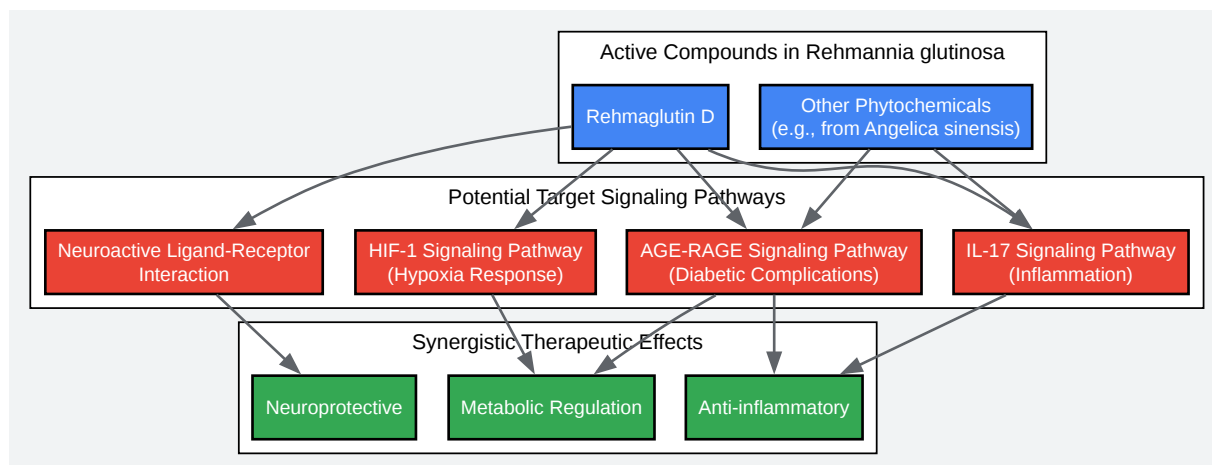 Active Compounds in Rehmannia glutinosa
Rehmaglutin D
Other Phytochemicals
(e.g., from Angelica sinensis)
Potential Target Signaling Pathways
Neuroactive Ligand-Receptor
Interaction
HIF-1 Signaling Pathway
(Hypoxia Response)
AGE-RAGE Signaling Pathway
(Diabetic Complications)
IL-17 Signaling Pathway
(Inflammation)
Synergistic Therapeutic Effects
Neuroprotective
Metabolic Regulation
Anti-inflammatory